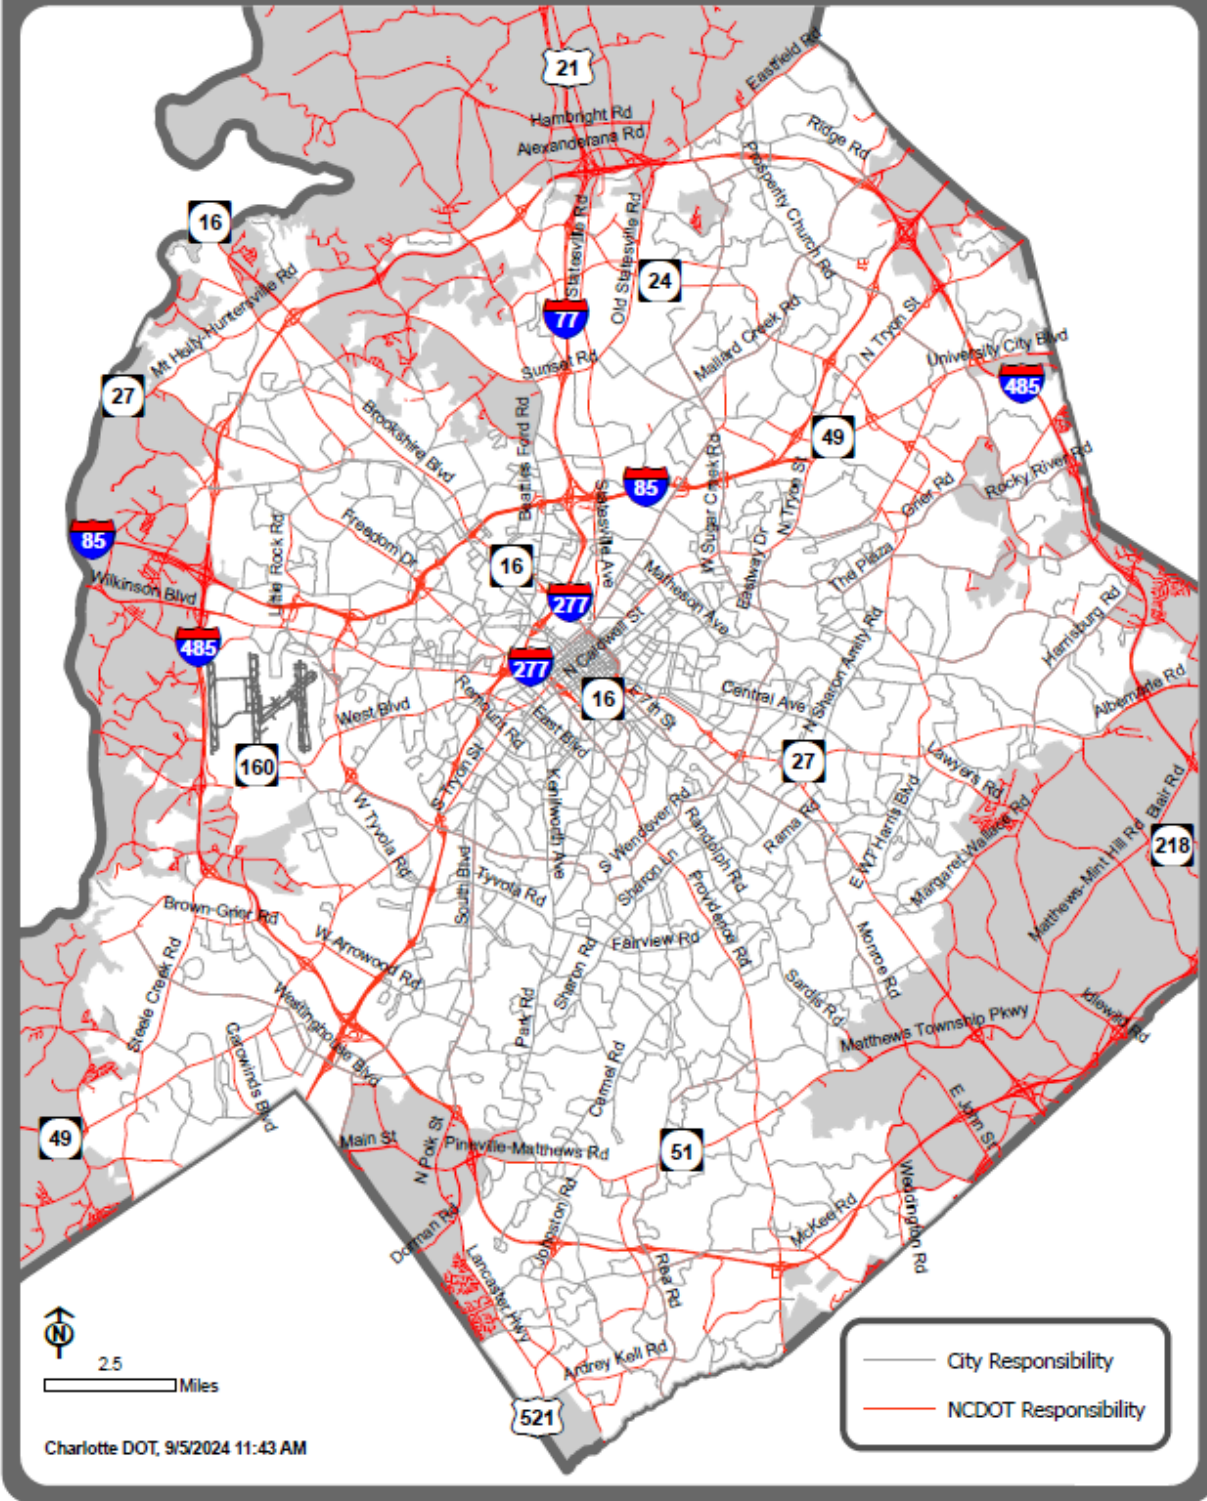 21
Eastfield Rd
Hambright Rd
Ridge Rd
Alexanderana Rd
Prosperity Church Rd
16
Statesville Rd
Old Statesville Rd
24
Mt Holly-Huntersville Rd
77
Mallard Creek Rd
N Tryon St
University City Blvd
Sunset Rd
485
27
Brookshire Blvd
Beatties Ford Rd
49
W Sugar Creek Rd
N Tryon St
Rocky River Rd
85
Grier Rd
Statesville Ave
Freedom Dr
Little Rock Rd
85
16
Eastway Dr
The Plaza
Matheson Ave
Wilkinson Blvd
277
Harrisburg Rd
N Caldwell St
N Sharon Amity Rd
485
277
Albemarle Rd
16
E 7th St
Central Ave
Remount Rd
West Blvd
East Blvd
160
27
Lawyers Rd
S Tryon St
Kenilworth Ave
Blair Rd
W Tyvola Rd
S Wendover Rd
Randolph Rd
Rama Rd
E WT Harris Blvd
Margaret Wallace Rd
Matthews-Mint Hill Rd
218
South Blvd
Tyvola Rd
Sharon Ln
Providence Rd
Brown-Grier Rd
W Arrowood Rd
Fairview Rd
Monroe Rd
Steele Creek Rd
Sharon Rd
Sardis Rd
Westinghouse Blvd
Park Rd
Idlewild Rd
Matthews Township Pkwy
Carowinds Blvd
Carmel Rd
E John St
49
Main St
N Polk St
Pineville-Matthews Rd
51
Weddington Rd
McKee Rd
Johnston Rd
Dorman Rd
Lancaster Hwy
Rea Rd
Ardrey Kell Rd
521
N
2.5
Miles
City Responsibility
NCDOT Responsibility
Charlotte DOT, 9/5/2024 11:43 AM